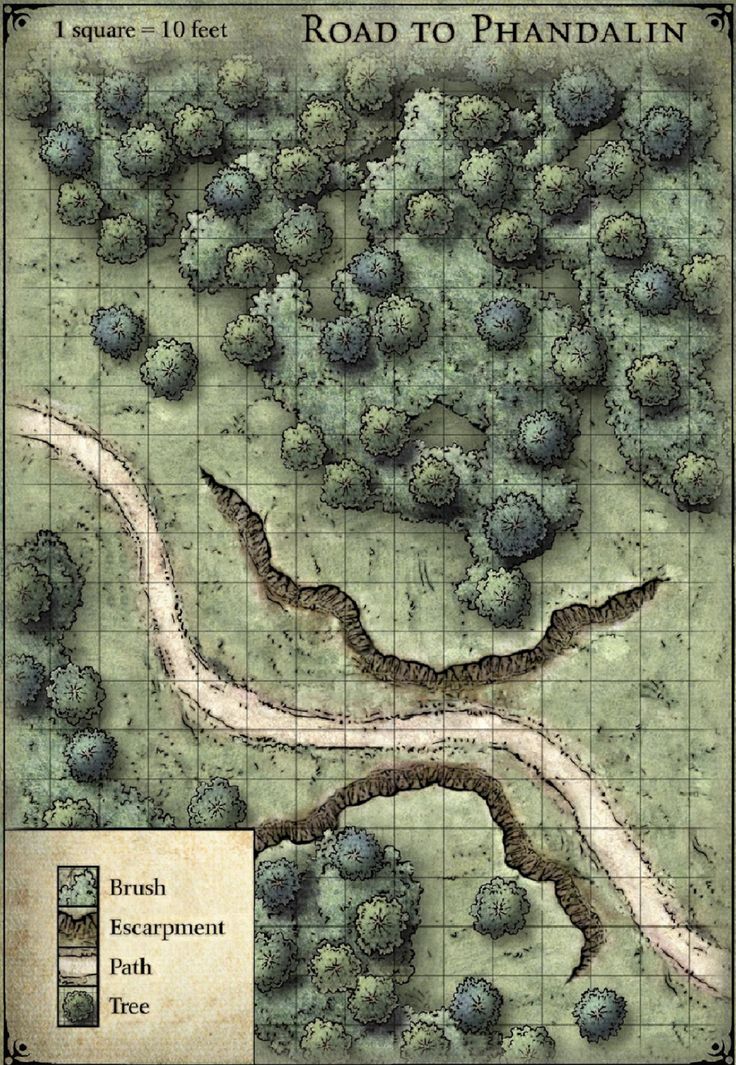 1 square = 10 feet
ROAD TO PHANDALIN
Brush
Escarpment
Path
Tree